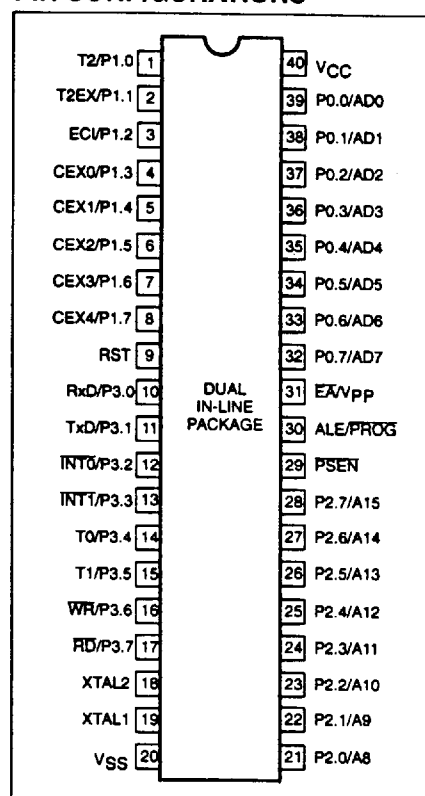 T2/P1.0 1
T2EX/P1.1 2
ECI/P1.2 3
CEX0/P1.3 4
CEX1/P1.4 5
CEX2/P1.5 6
CEX3/P1.6 7
CEX4/P1.7 8
RST 9
RxD/P3.0 10
TxD/P3.1 11
INT0/P3.2 12
INT1/P3.3 13
T0/P3.4 14
T1/P3.5 15
WR/P3.6 16
RD/P3.7 17
XTAL2 18
XTAL1 19
VSS 20
DUAL
IN-LINE
PACKAGE
40 VCC
39 P0.0/AD0
38 P0.1/AD1
37 P0.2/AD2
36 P0.3/AD3
35 P0.4/AD4
34 P0.5/AD5
33 P0.6/AD6
32 P0.7/AD7
31 EA/VPP
30 ALE/PROG
29 PSEN
28 P2.7/A15
27 P2.6/A14
26 P2.5/A13
25 P2.4/A12
24 P2.3/A11
23 P2.2/A10
22 P2.1/A9
21 P2.0/A8